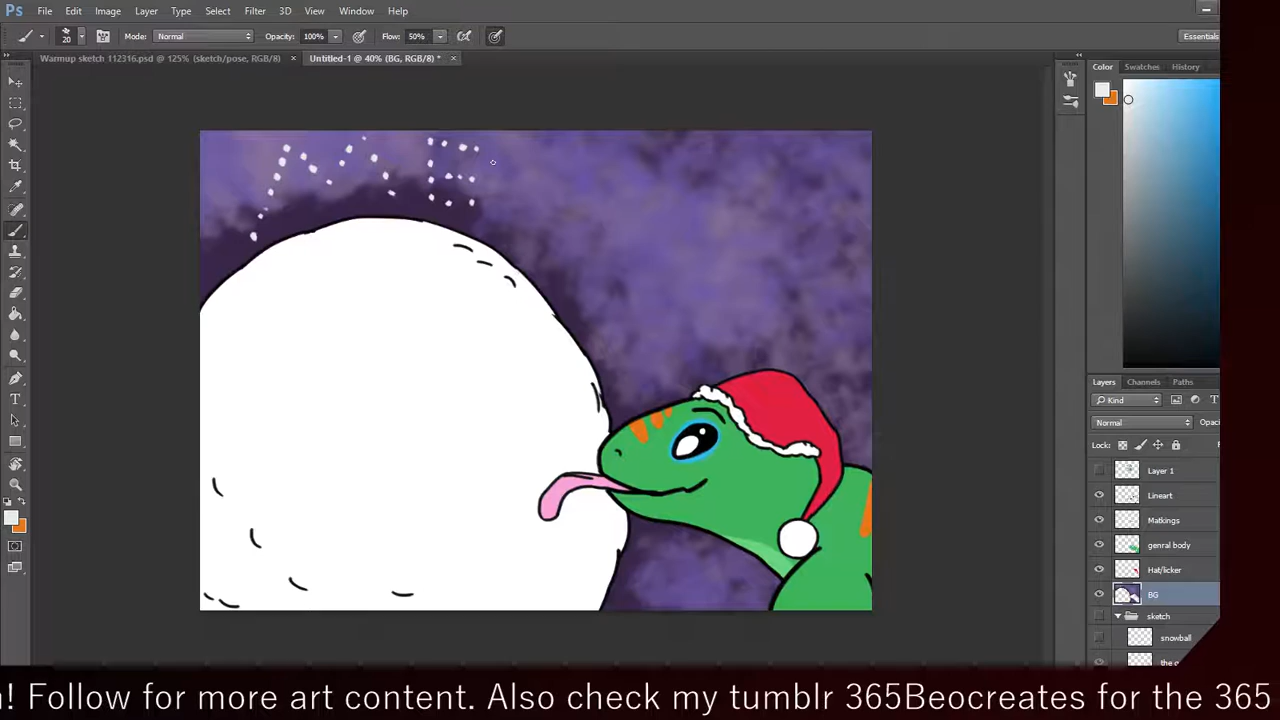 Ps File Edit Image Layer Type Select Filter 3D View Window Help
20 Mode: Normal Opacity: 100% Flow: 50% Essentials
Warmup sketch 112316.psd @ 125% (sketch/pose, RGB/8) × Untitled-1 @ 40% (BG, RGB/8) * ×
Color Swatches History
ME
Layers Channels Paths
Kind
Normal
Lock:
Layer 1
Lineart
Matkings
genral body
Hat/licker
BG
sketch
snowball
! Follow for more art content. Also check my tumblr 365Beocreates for the 365